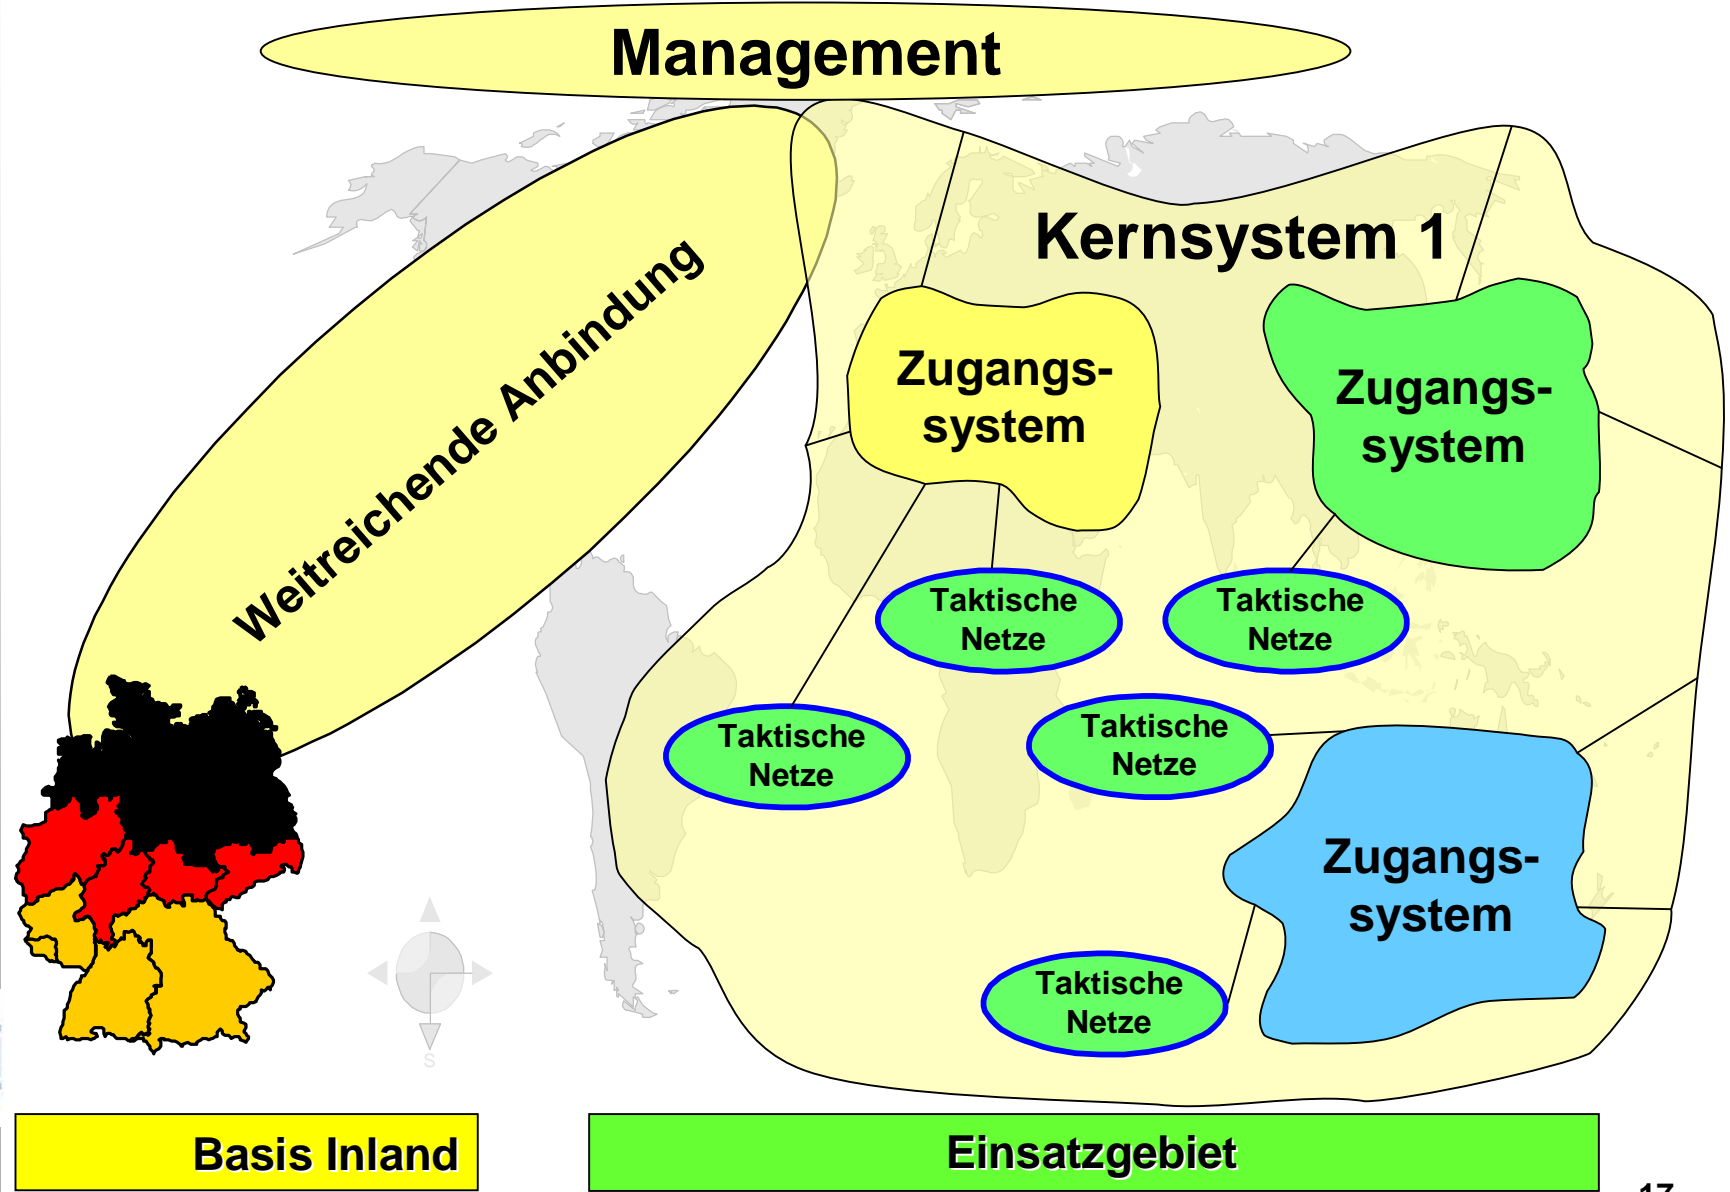 Management
Kernsystem 1
Weitreichende Anbindung
Zugangs-
system
Zugangs-
system
Taktische
Netze
Taktische
Netze
Taktische
Netze
Taktische
Netze
Zugangs-
system
Taktische
Netze
S
Basis Inland
Einsatzgebiet
17